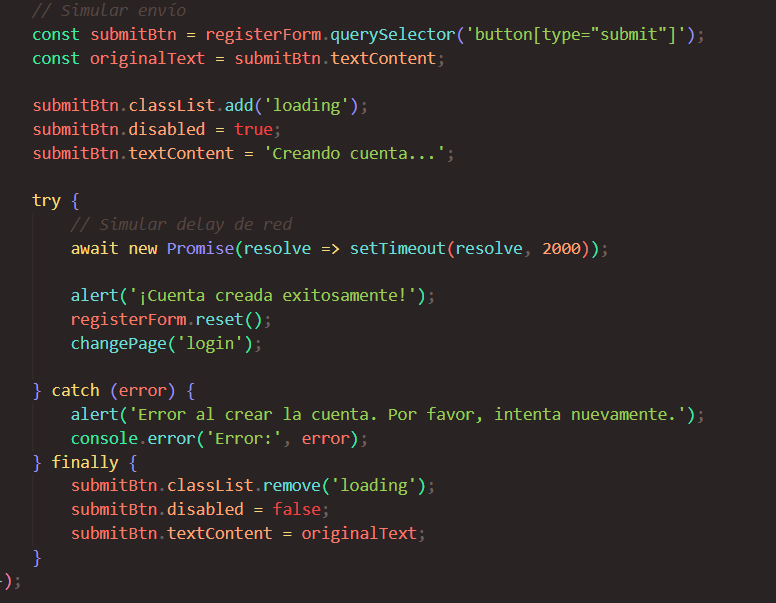 // Simular envío
const submitBtn = registerForm.querySelector('button[type="submit"]');
const originalText = submitBtn.textContent;
submitBtn.classList.add('loading');
submitBtn.disabled = true;
submitBtn.textContent = 'Creando cuenta...';
try {
// Simular delay de red
await new Promise(resolve => setTimeout(resolve, 2000));
alert('¡Cuenta creada exitosamente!');
registerForm.reset();
changePage('login');
} catch (error) {
alert('Error al crear la cuenta. Por favor, intenta nuevamente.');
console.error('Error:', error);
} finally {
submitBtn.classList.remove('loading');
submitBtn.disabled = false;
submitBtn.textContent = originalText;
}
});